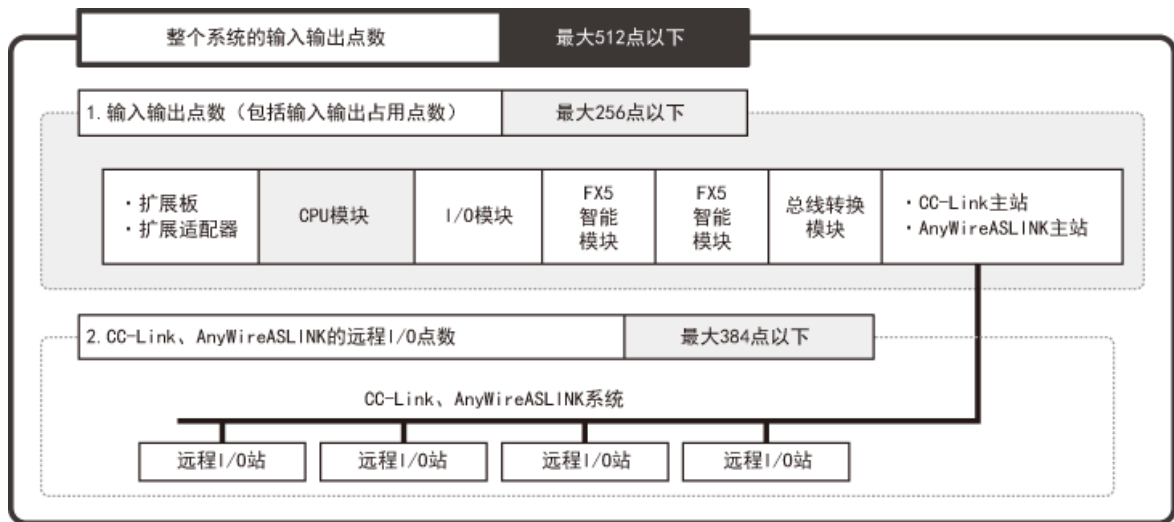 整个系统的输入输出点数 最大512点以下
1. 输入输出点数（包括输入输出占用点数） 最大256点以下
・扩展板
・扩展适配器
CPU模块
I/O模块
FX5
智能
模块
FX5
智能
模块
总线转换
模块
・CC-Link主站
・AnyWireASLINK主站
2. CC-Link、AnyWireASLINK的远程I/O点数 最大384点以下
CC-Link、AnyWireASLINK系统
远程I/O站 远程I/O站 远程I/O站 远程I/O站